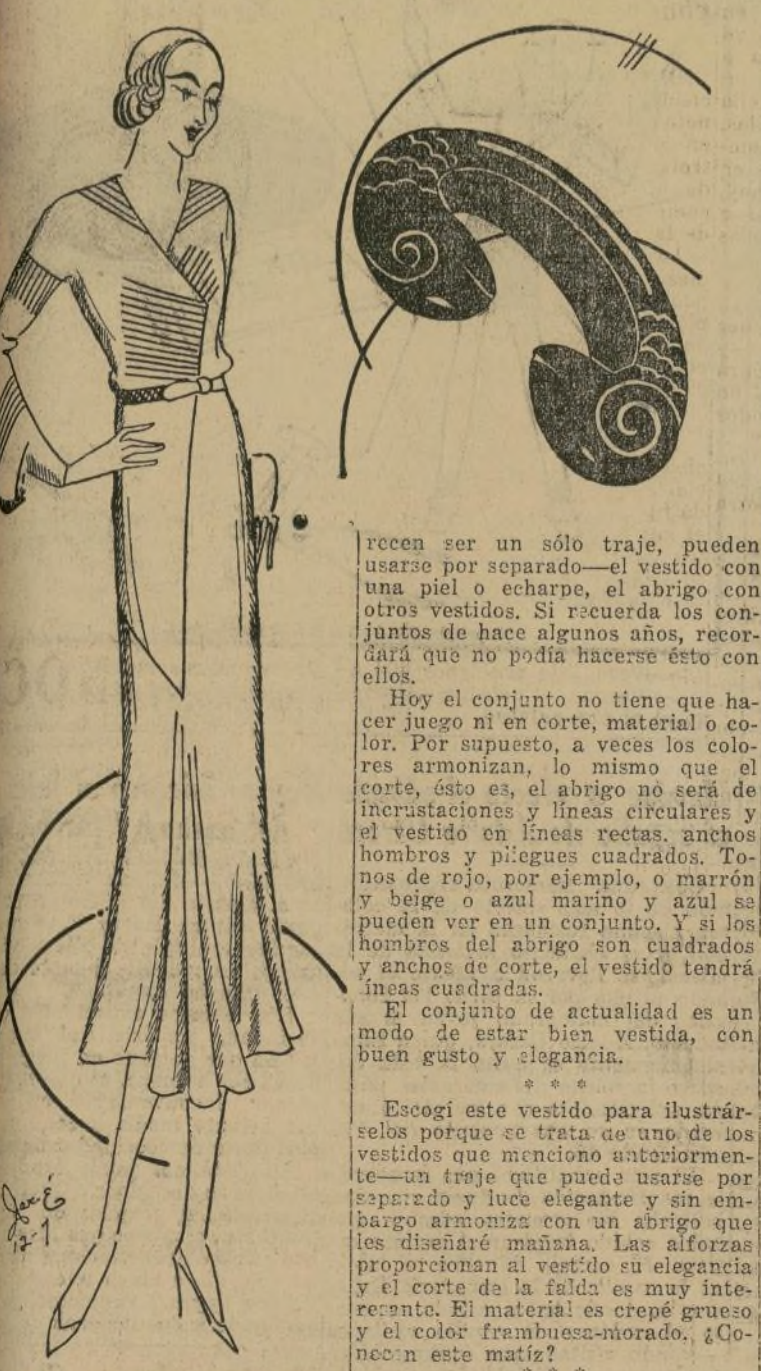 recen ser un sólo traje, pueden
usarse por separado—el vestido con
una piel o echarpe, el abrigo con
otros vestidos. Si recuerda los con-
juntos de hace algunos años, recor-
dará que no podía hacerse ésto con
ellos.
Hoy el conjunto no tiene que ha-
cer juego ni en corte, material o co-
lor. Por supuesto, a veces los colo-
res armonizan, lo mismo que el
corte, ésto es, el abrigo no será de
incrustaciones y líneas circulares y
el vestido en líneas rectas. anchos
hombros y pliegues cuadrados. To-
nos de rojo, por ejemplo, o marrón
y beige o azul marino y azul se
pueden ver en un conjunto. Y si los
hombros del abrigo son cuadrados
y anchos de corte, el vestido tendrá
líneas cuadradas.
El conjunto de actualidad es un
modo de estar bien vestida, con
buen gusto y elegancia.
* * *
Escogí este vestido para ilustrár-
selos porque se trata de uno de los
vestidos que menciono anteriormen-
te—un traje que puede usarse por
separado y luce elegante y sin em-
bargo armoniza con un abrigo que
les diseñaré mañana. Las alforzas
proporcionan al vestido su elegancia
y el corte de la falda es muy inte-
resante. El material es crepé grueso
y el color frambuesa-morado. ¿Co-
nocen este matíz?
* * *
12-1